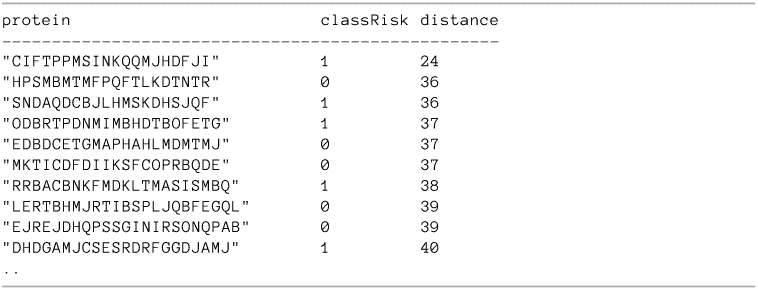 protein classRisk distance
--------------------------------------------------
"CIFTPPMSINKQQMJHDFJI" 1 24
"HPSMBMTMFPQFTLKDTNTR" 0 36
"SNDAQDCBJLHMSKDHSJQF" 1 36
"ODBRTPDNMIMBHDTBOFETG" 1 37
"EDBDCETGMAPHAHLMDMTMJ" 0 37
"MKTICDFDIIKSFCOPRBQDE" 0 37
"RRBACBNKFMDKLTMASISMBQ" 1 38
"LERTBHMJRTIBSPLJQBFEGQL" 0 39
"EJREJDHQPSSGINIRSONQPAB" 0 39
"DHDGAMJCSESRDRFGGDJAMJ" 1 40
..